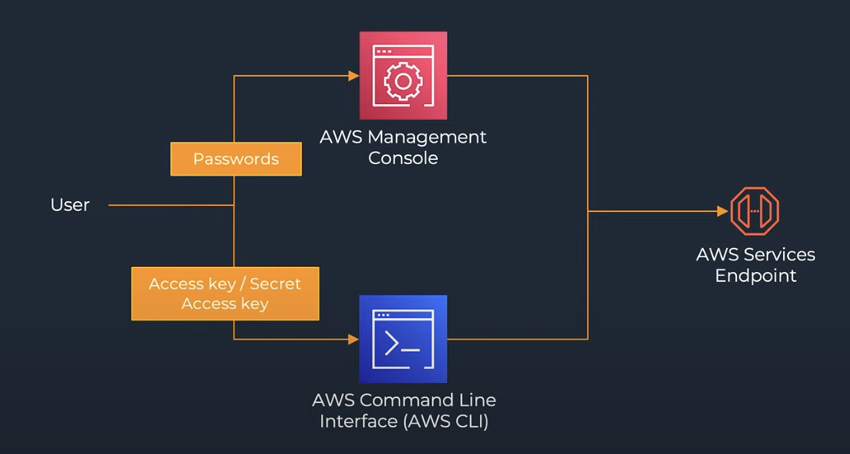 AWS Management
Console
Passwords
User
Access key / Secret
Access key
AWS Command Line
Interface (AWS CLI)
AWS Services
Endpoint